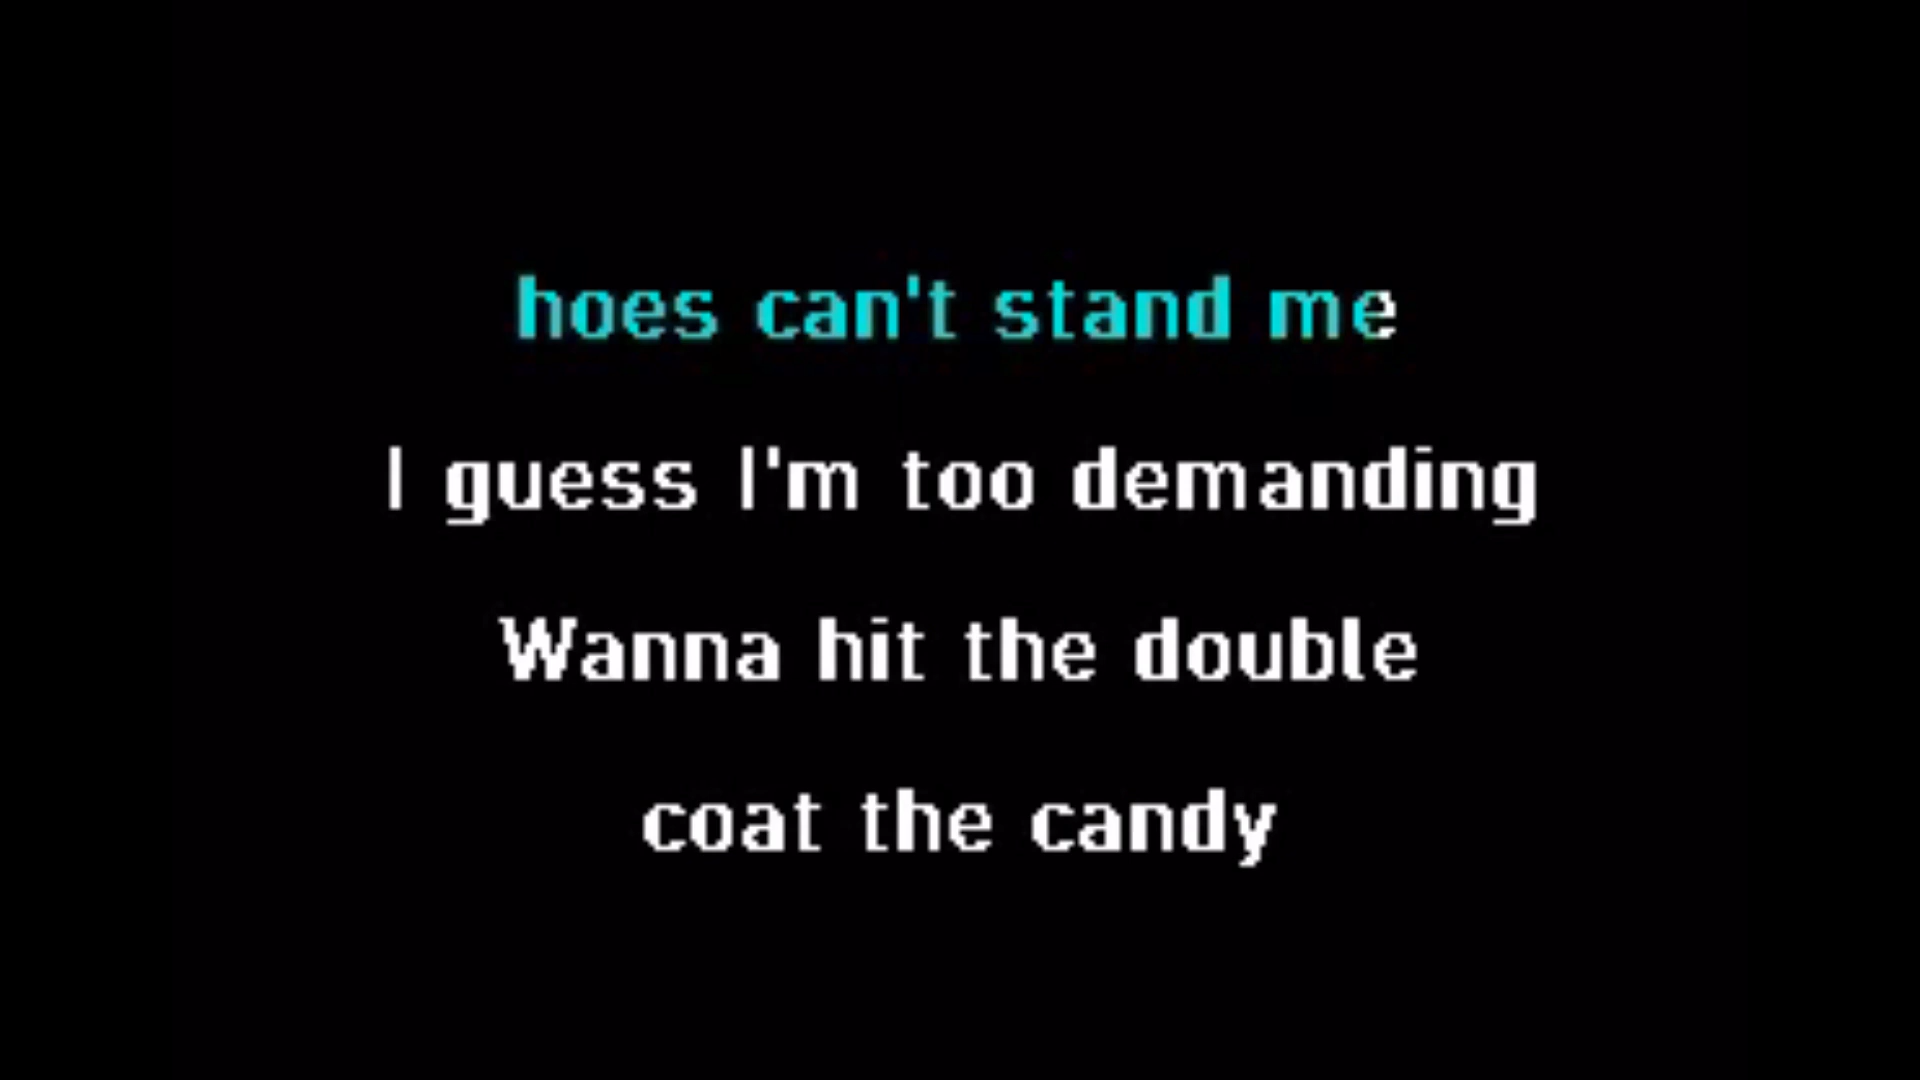 hoes can't stand me
I guess I'm too demanding
Wanna hit the double
coat the candy